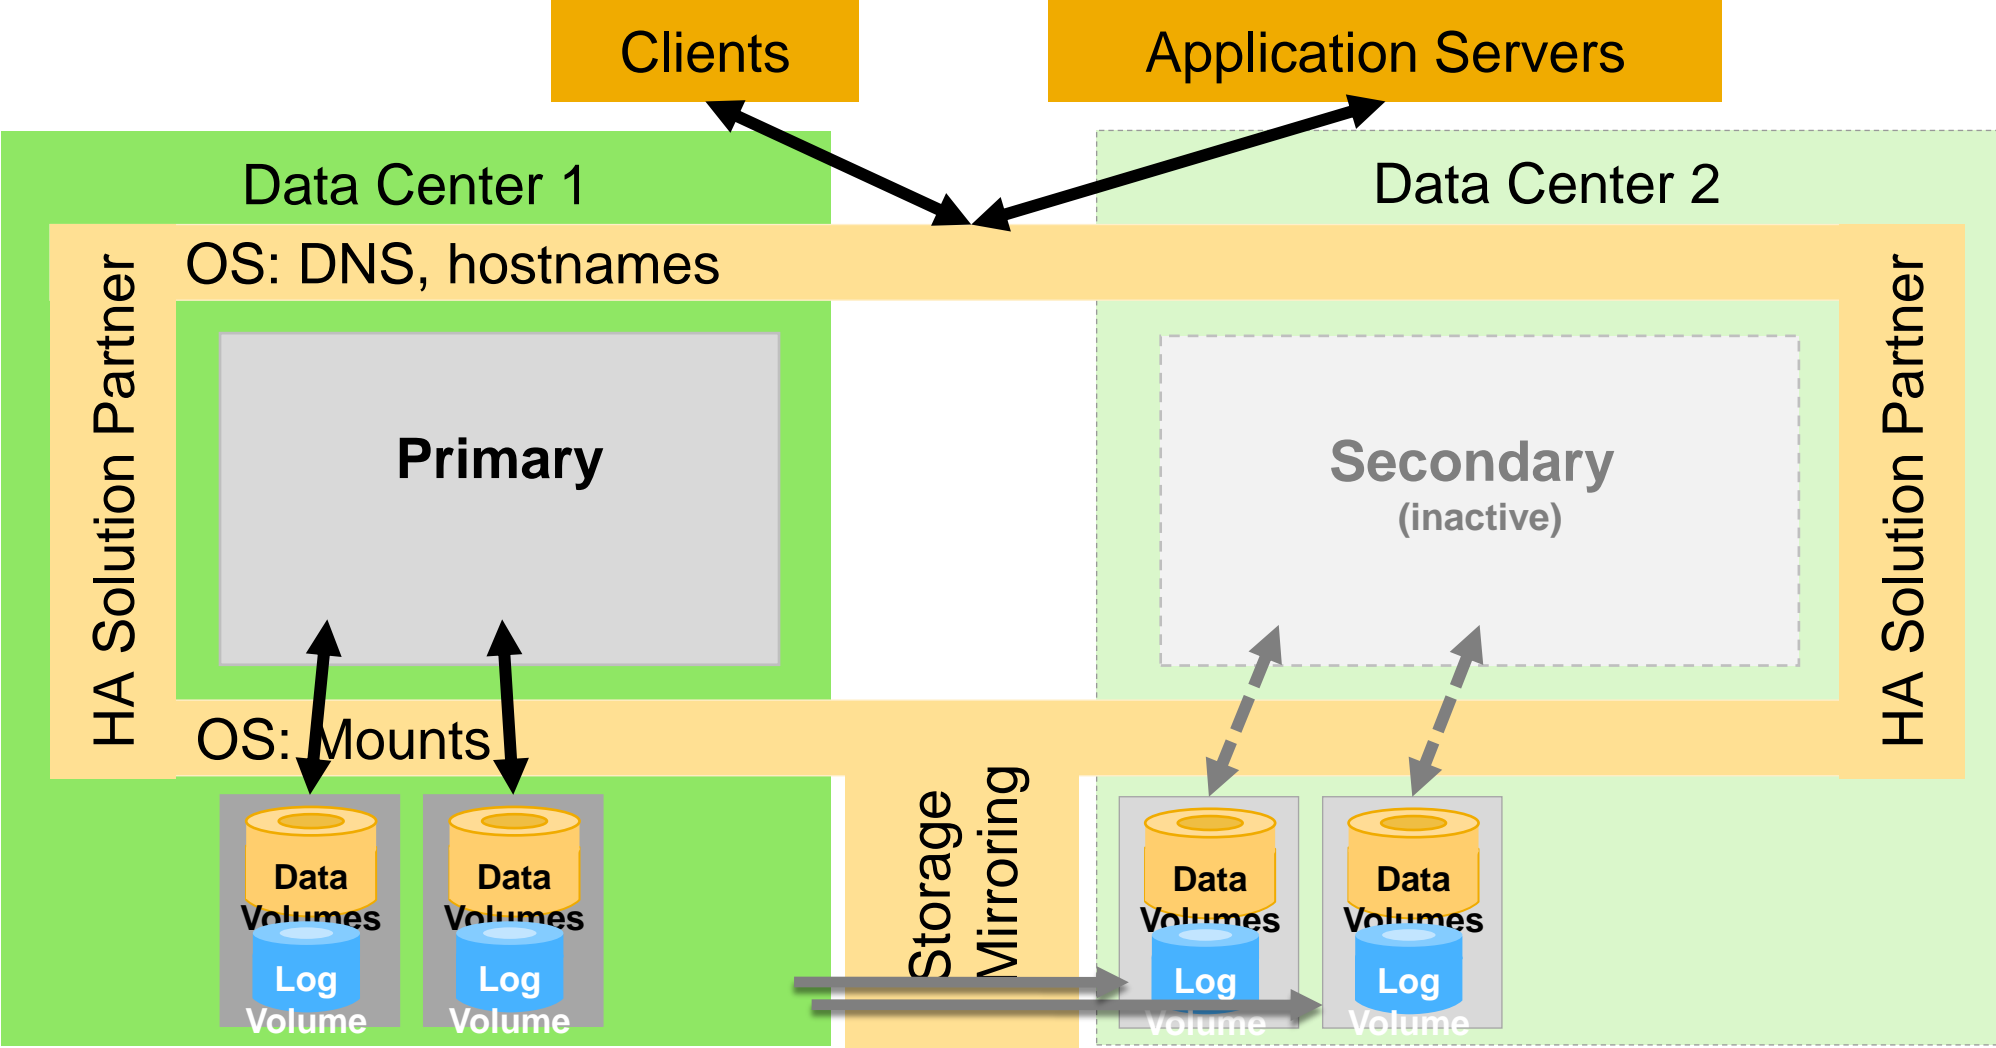 Clients
Application Servers
Data Center 1
Data Center 2
OS: DNS, hostnames
HA Solution Partner
HA Solution Partner
Primary
Secondary
(inactive)
OS: Mounts
Storage
Mirroring
Data
Volumes
Log
Volume
Data
Volumes
Log
Volume
Data
Volumes
Log
Volume
Data
Volumes
Log
Volume